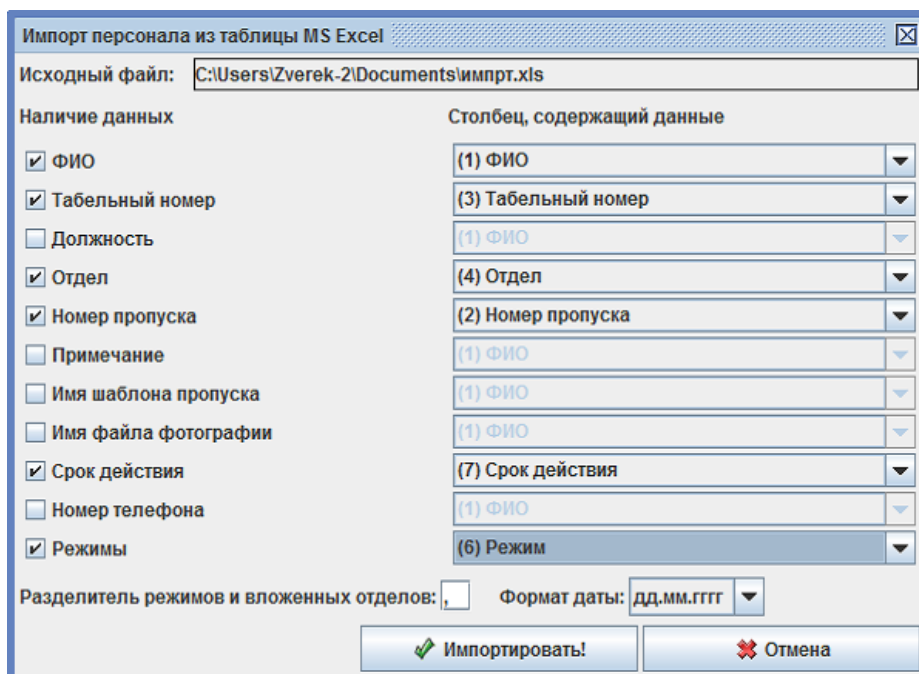 Импорт персонала из таблицы MS Excel
Исходный файл: C:\Users\Zverek-2\Documents\импрт.xls
Наличие данных Столбец, содержащий данные
ФИО (1) ФИО
Табельный номер (3) Табельный номер
Должность (1) ФИО
Отдел (4) Отдел
Номер пропуска (2) Номер пропуска
Примечание (1) ФИО
Имя шаблона пропуска (1) ФИО
Имя файла фотографии (1) ФИО
Срок действия (7) Срок действия
Номер телефона (1) ФИО
Режимы (6) Режим
Разделитель режимов и вложенных отделов: , Формат даты: дд.мм.гггг
Импортировать! Отмена